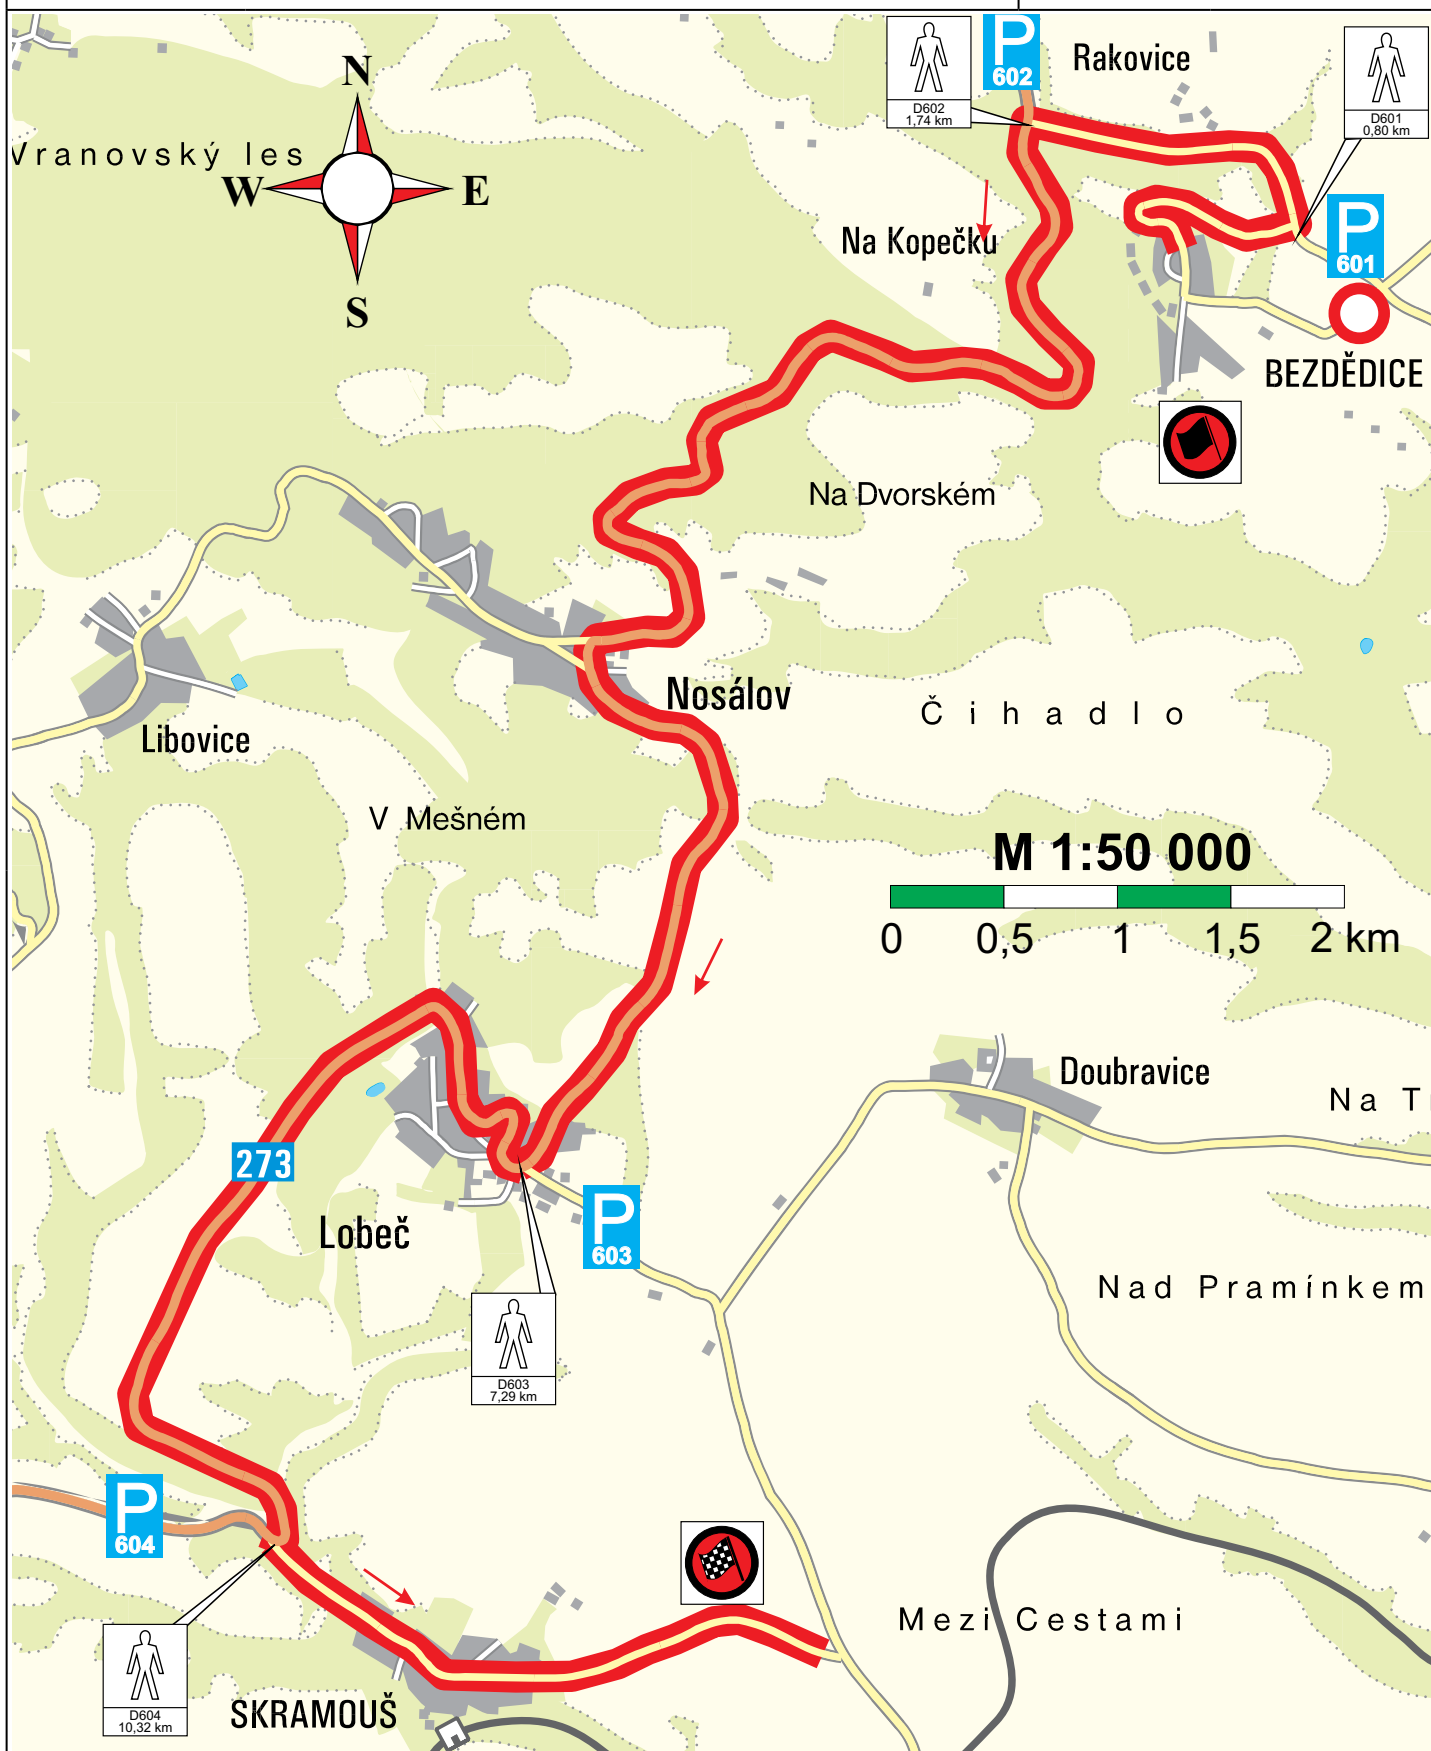 N
W
E
S
Vranovský les
D602
1,74 km
P
602
Rakovice
D601
0,80 km
P
601
Na Kopečku
BEZDĚDICE
Na Dvorském
Nosálov
Čihadlo
Libovice
V Mešném
M 1:50 000
0 0,5 1 1,5 2 km
Doubravice
Na T
273
Lobeč
P
603
Nad Pramínkem
D603
7,29 km
P
604
Mezi Cestami
D604
10,32 km
SKRAMOUŠ